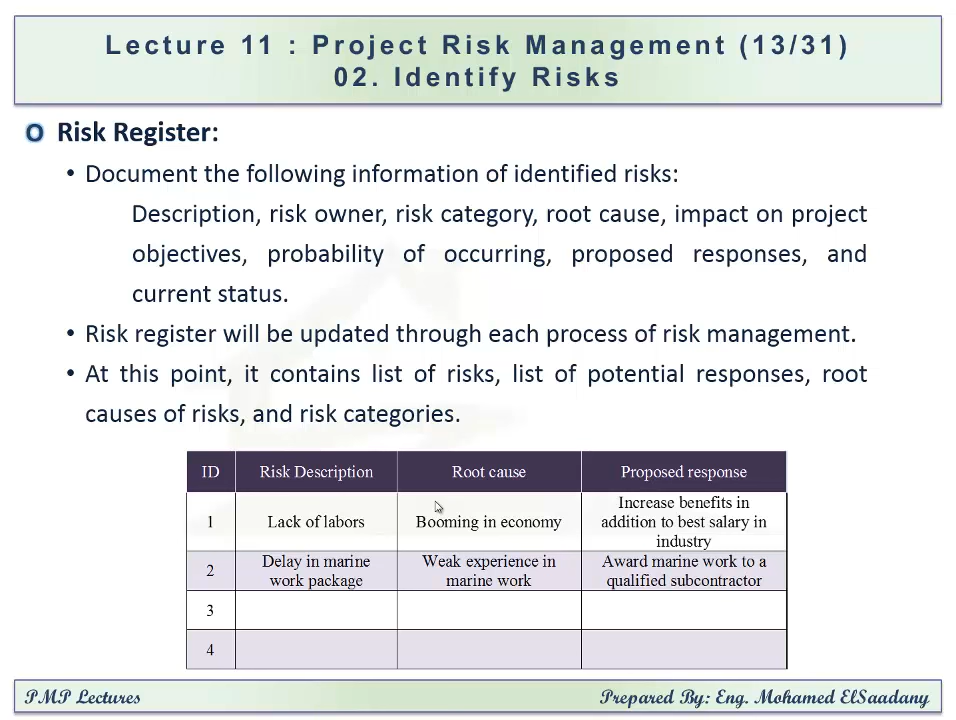 Lecture 11 : Project Risk Management (13/31)
02. Identify Risks
Risk Register:
• Document the following information of identified risks:
Description, risk owner, risk category, root cause, impact on project
objectives, probability of occurring, proposed responses, and
current status.
• Risk register will be updated through each process of risk management.
• At this point, it contains list of risks, list of potential responses, root
causes of risks, and risk categories.
ID Risk Description Root cause Proposed response
1 Lack of labors Booming in economy Increase benefits in
addition to best salary in
industry
2 Delay in marine
work package Weak experience in
marine work Award marine work to a
qualified subcontractor
3
4
PMP Lectures Prepared By: Eng. Mohamed ElSaadany